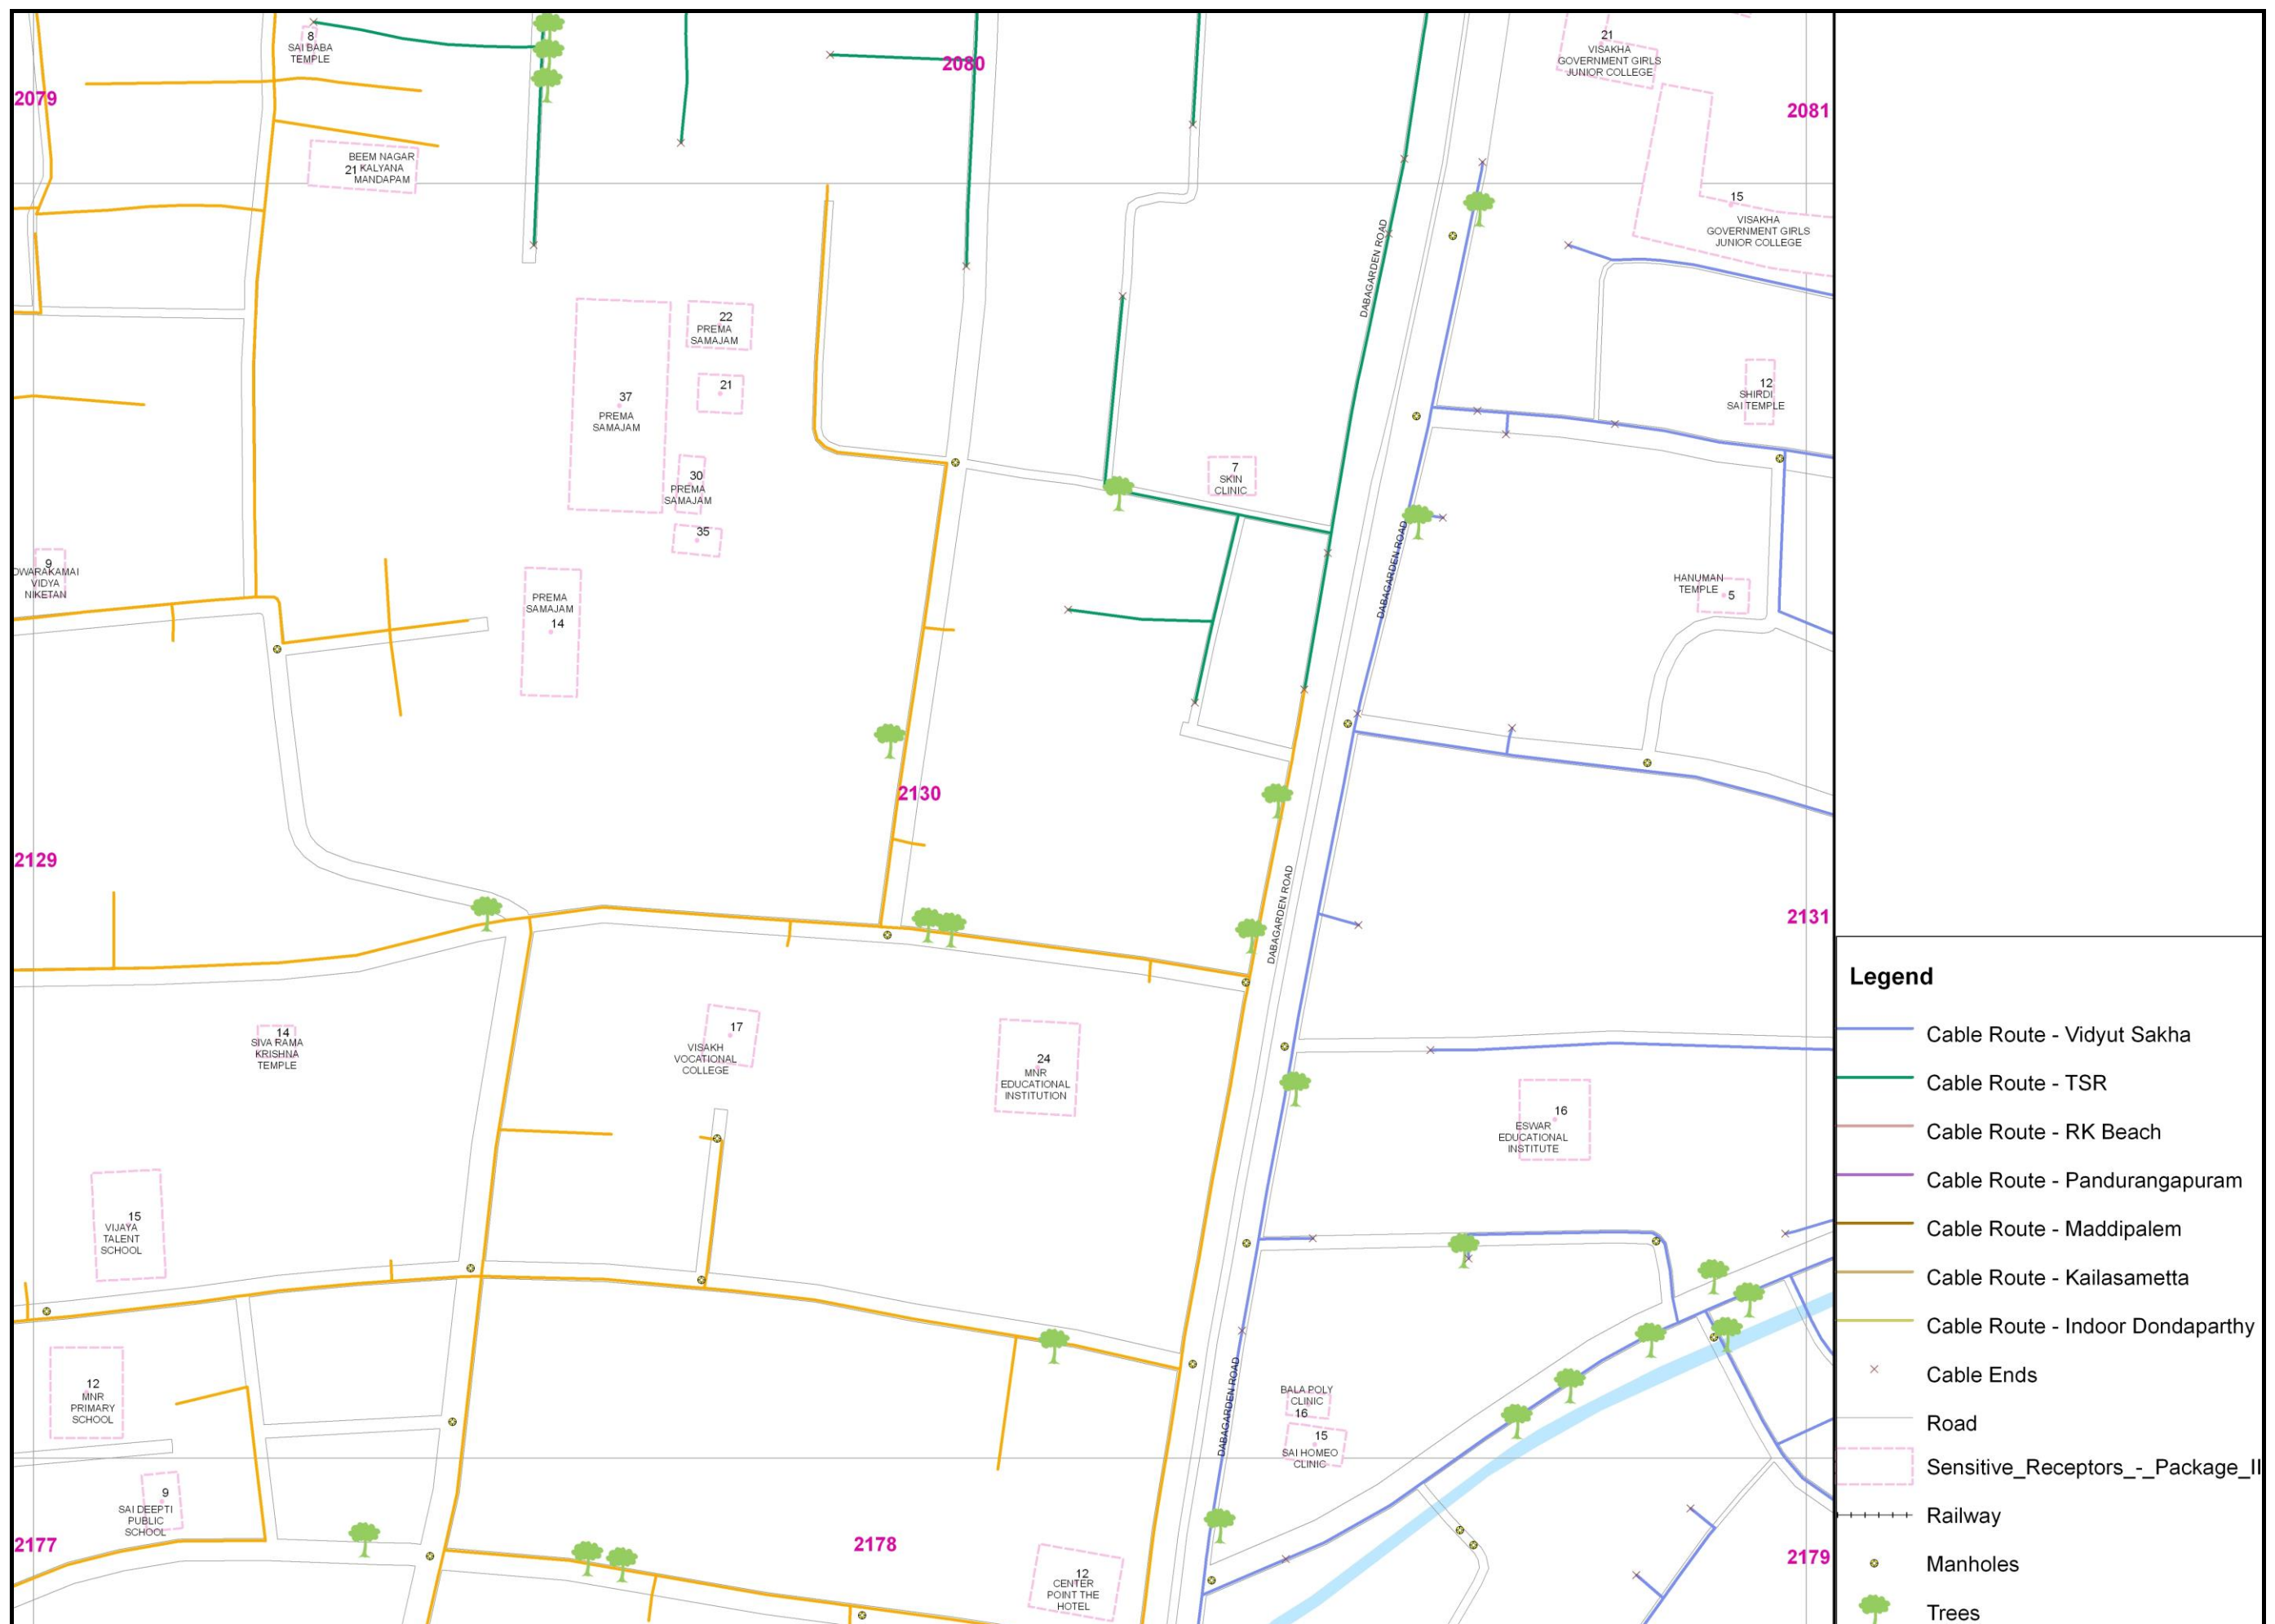 8
SAI BABA
TEMPLE
2079
BEEM NAGAR
21 KALYANA
MANDAPAM
2080
21
VISAKHA
GOVERNMENT GIRLS
JUNIOR COLLEGE
2081
15
VISAKHA
GOVERNMENT GIRLS
JUNIOR COLLEGE
DABAGARDEN ROAD
22
PREMA
SAMAJAM
21
37
PREMA
SAMAJAM
30
PREMA
SAMAJAM
35
7
SKIN
CLINIC
12
SHIRDI
SAI TEMPLE
DABAGARDEN ROAD
9
DWARAKAMAI
VIDYA
NIKETAN
PREMA
SAMAJAM
14
HANUMAN
TEMPLE
5
2130
2129
DABAGARDEN ROAD
2131
14
SIVA RAMA
KRISHNA
TEMPLE
17
VISAKH
VOCATIONAL
COLLEGE
24
MNR
EDUCATIONAL
INSTITUTION
16
ESWAR
EDUCATIONAL
INSTITUTE
15
VIJAYA
TALENT
SCHOOL
12
MNR
PRIMARY
SCHOOL
DABAGARDEN ROAD
BALA POLY
CLINIC
16
15
SAI HOMEO
CLINIC
9
SAI DEEPTI
PUBLIC
SCHOOL
2177
2178
12
CENTER
POINT THE
HOTEL
2179
Legend
Cable Route - Vidyut Sakha
Cable Route - TSR
Cable Route - RK Beach
Cable Route - Pandurangapuram
Cable Route - Maddipalem
Cable Route - Kailasametta
Cable Route - Indoor Dondaparthy
Cable Ends
Road
Sensitive_Receptors_-_Package_II
Railway
Manholes
Trees